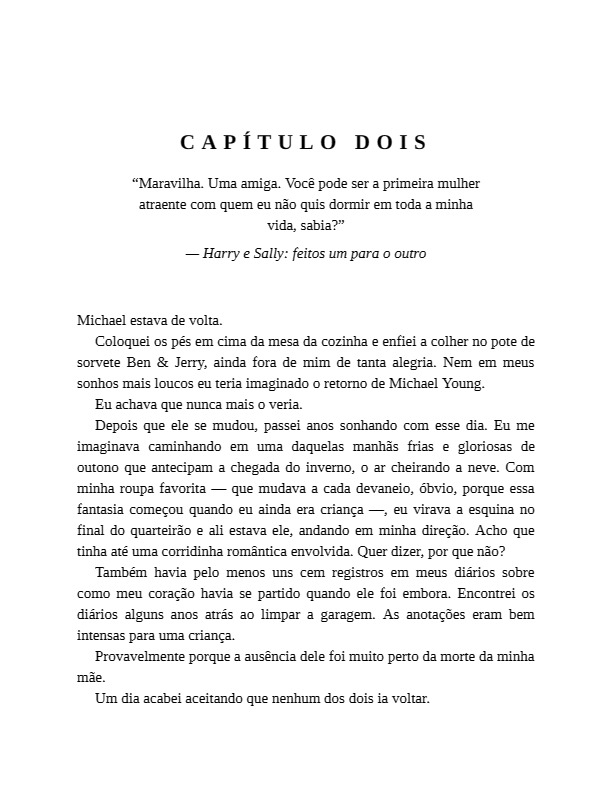 CAPÍTULO DOIS
“Maravilha. Uma amiga. Você pode ser a primeira mulher
atraente com quem eu não quis dormir em toda a minha
vida, sabia?”
— Harry e Sally: feitos um para o outro
Michael estava de volta.
Coloquei os pés em cima da mesa da cozinha e enfiei a colher no pote de
sorvete Ben & Jerry, ainda fora de mim de tanta alegria. Nem em meus
sonhos mais loucos eu teria imaginado o retorno de Michael Young.
Eu achava que nunca mais o veria.
Depois que ele se mudou, passei anos sonhando com esse dia. Eu me
imaginava caminhando em uma daquelas manhãs frias e gloriosas de
outono que antecipam a chegada do inverno, o ar cheirando a neve. Com
minha roupa favorita — que mudava a cada devaneio, óbvio, porque essa
fantasia começou quando eu ainda era criança —, eu virava a esquina no
final do quarteirão e ali estava ele, andando em minha direção. Acho que
tinha até uma corridinha romântica envolvida. Quer dizer, por que não?
Também havia pelo menos uns cem registros em meus diários sobre
como meu coração havia se partido quando ele foi embora. Encontrei os
diários alguns anos atrás ao limpar a garagem. As anotações eram bem
intensas para uma criança.
Provavelmente porque a ausência dele foi muito perto da morte da minha
mãe.
Um dia acabei aceitando que nenhum dos dois ia voltar.